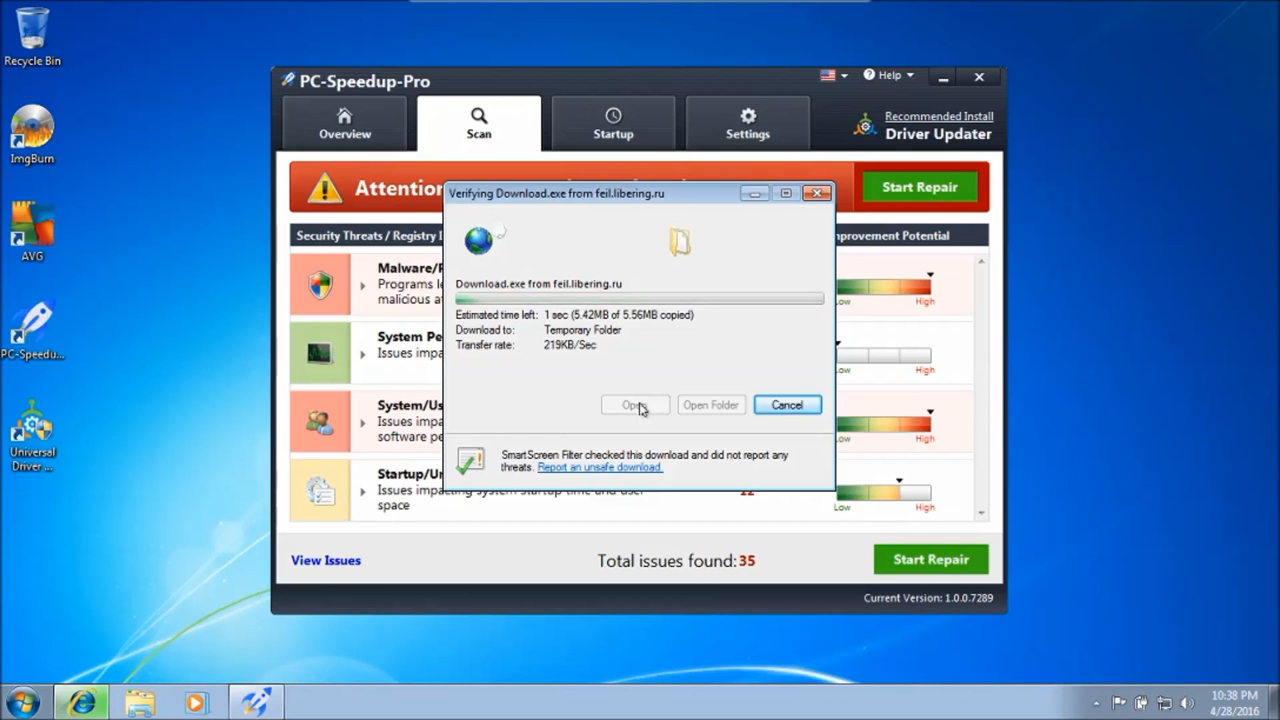 Recycle Bin
ImgBurn
AVG
PC-Speedu...
Universal
Driver ...
PC-Speedup-Pro
Help
Overview
Scan
Startup
Settings
Recommended Install
Driver Updater
Attention
Start Repair
Security Threats / Registry I
mprovement Potential
Malware/P
Programs le
malicious at
Low
High
System Pe
Issues impa
Low
High
System/Us
Issues impa
software pe
Low
High
Startup/Un
Issues impacting system startup time and user
space
12
Low
High
Verifying Download.exe from feil.libering.ru
Download.exe from feil.libering.ru
Estimated time left: 1 sec (5.42MB of 5.56MB copied)
Download to: Temporary Folder
Transfer rate: 219KB/Sec
Open
Open Folder
Cancel
SmartScreen Filter checked this download and did not report any
threats. Report an unsafe download.
View Issues
Total issues found: 35
Start Repair
Current Version: 1.0.0.7289
10:38 PM
4/28/2016